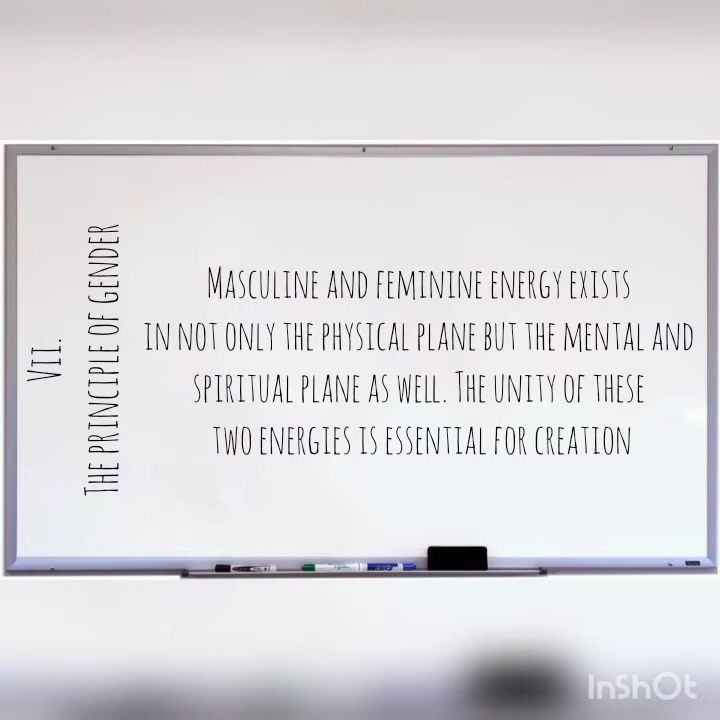 VII.
THE PRINCIPLE OF GENDER
MASCULINE AND FEMININE ENERGY EXISTS
IN NOT ONLY THE PHYSICAL PLANE BUT THE MENTAL AND
SPIRITUAL PLANE AS WELL. THE UNITY OF THESE
TWO ENERGIES IS ESSENTIAL FOR CREATION
InShOt